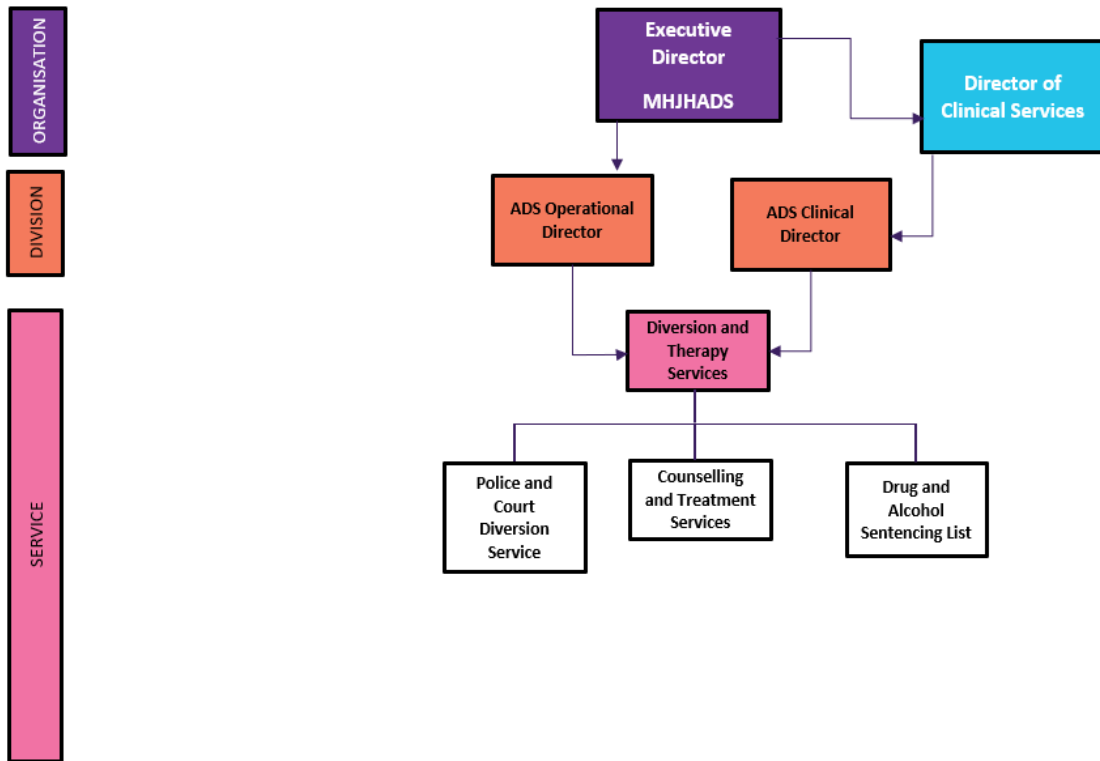 ORGANISATION
Executive
Director
MHJHADS
Director of
Clinical Services
DIVISION
ADS Operational
Director
ADS Clinical
Director
SERVICE
Diversion and
Therapy
Services
Police and
Court
Diversion
Service
Counselling
and Treatment
Services
Drug and
Alcohol
Sentencing List